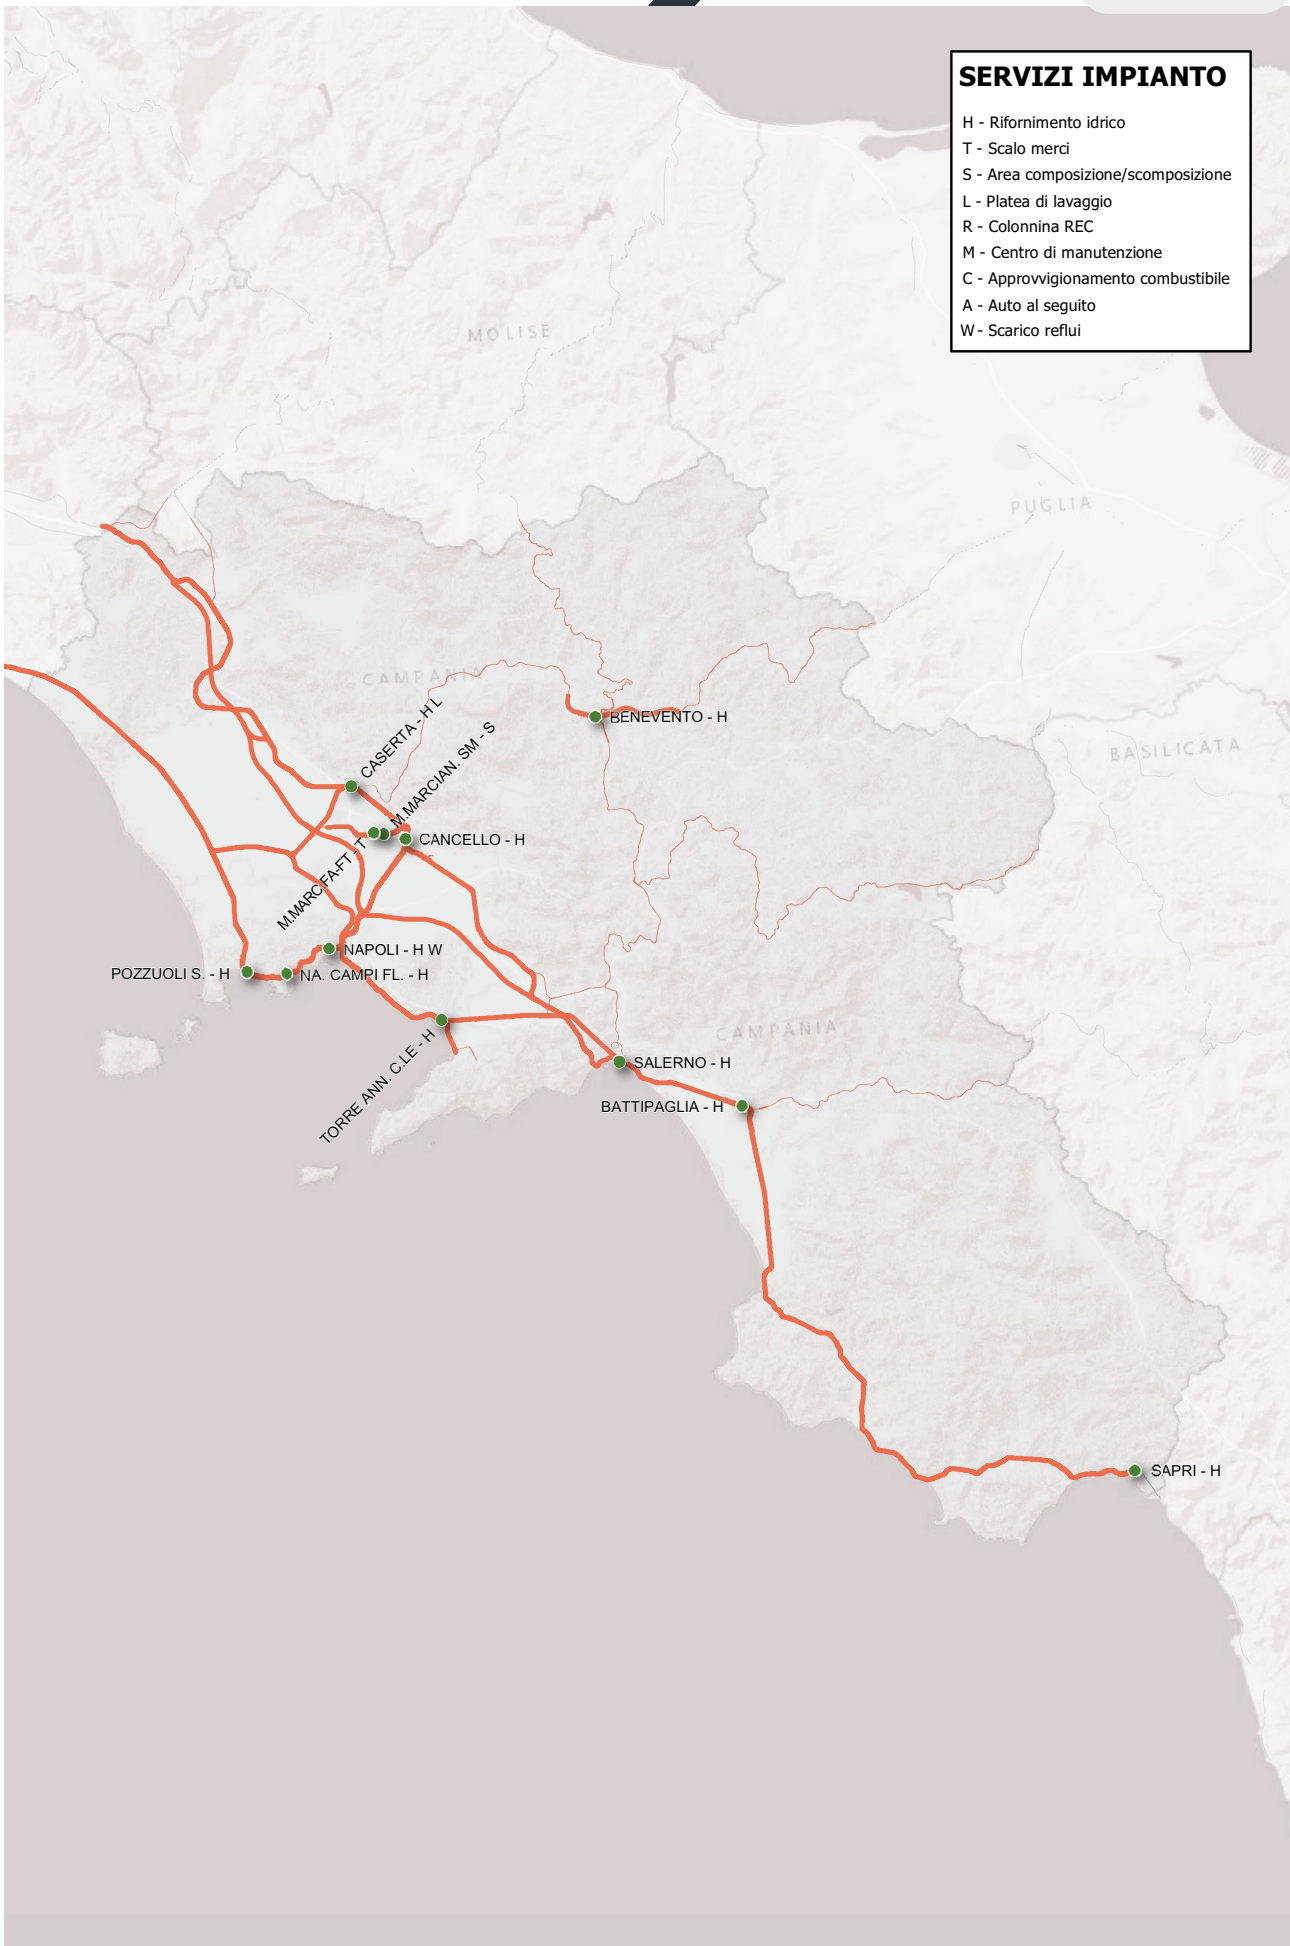 SERVIZI IMPIANTO
H - Rifornimento idrico
T - Scalo merci
S - Area composizione/scomposizione
L - Platea di lavaggio
R - Colonnina REC
M - Centro di manutenzione
C - Approvvigionamento combustibile
A - Auto al seguito
W - Scarico reflui
MOLISE
PUGLIA
CAMPANIA
BASILICATA
BENEVENTO - H
CASERTA - H L
M.MARCIAN. SM - S
CANCELLO - H
M.MARC.FA-FT - T
NAPOLI - H W
POZZUOLI S. - H
NA. CAMPI FL. - H
TORRE ANN. C.LE - H
CAMPANIA
SALERNO - H
BATTIPAGLIA - H
SAPRI - H